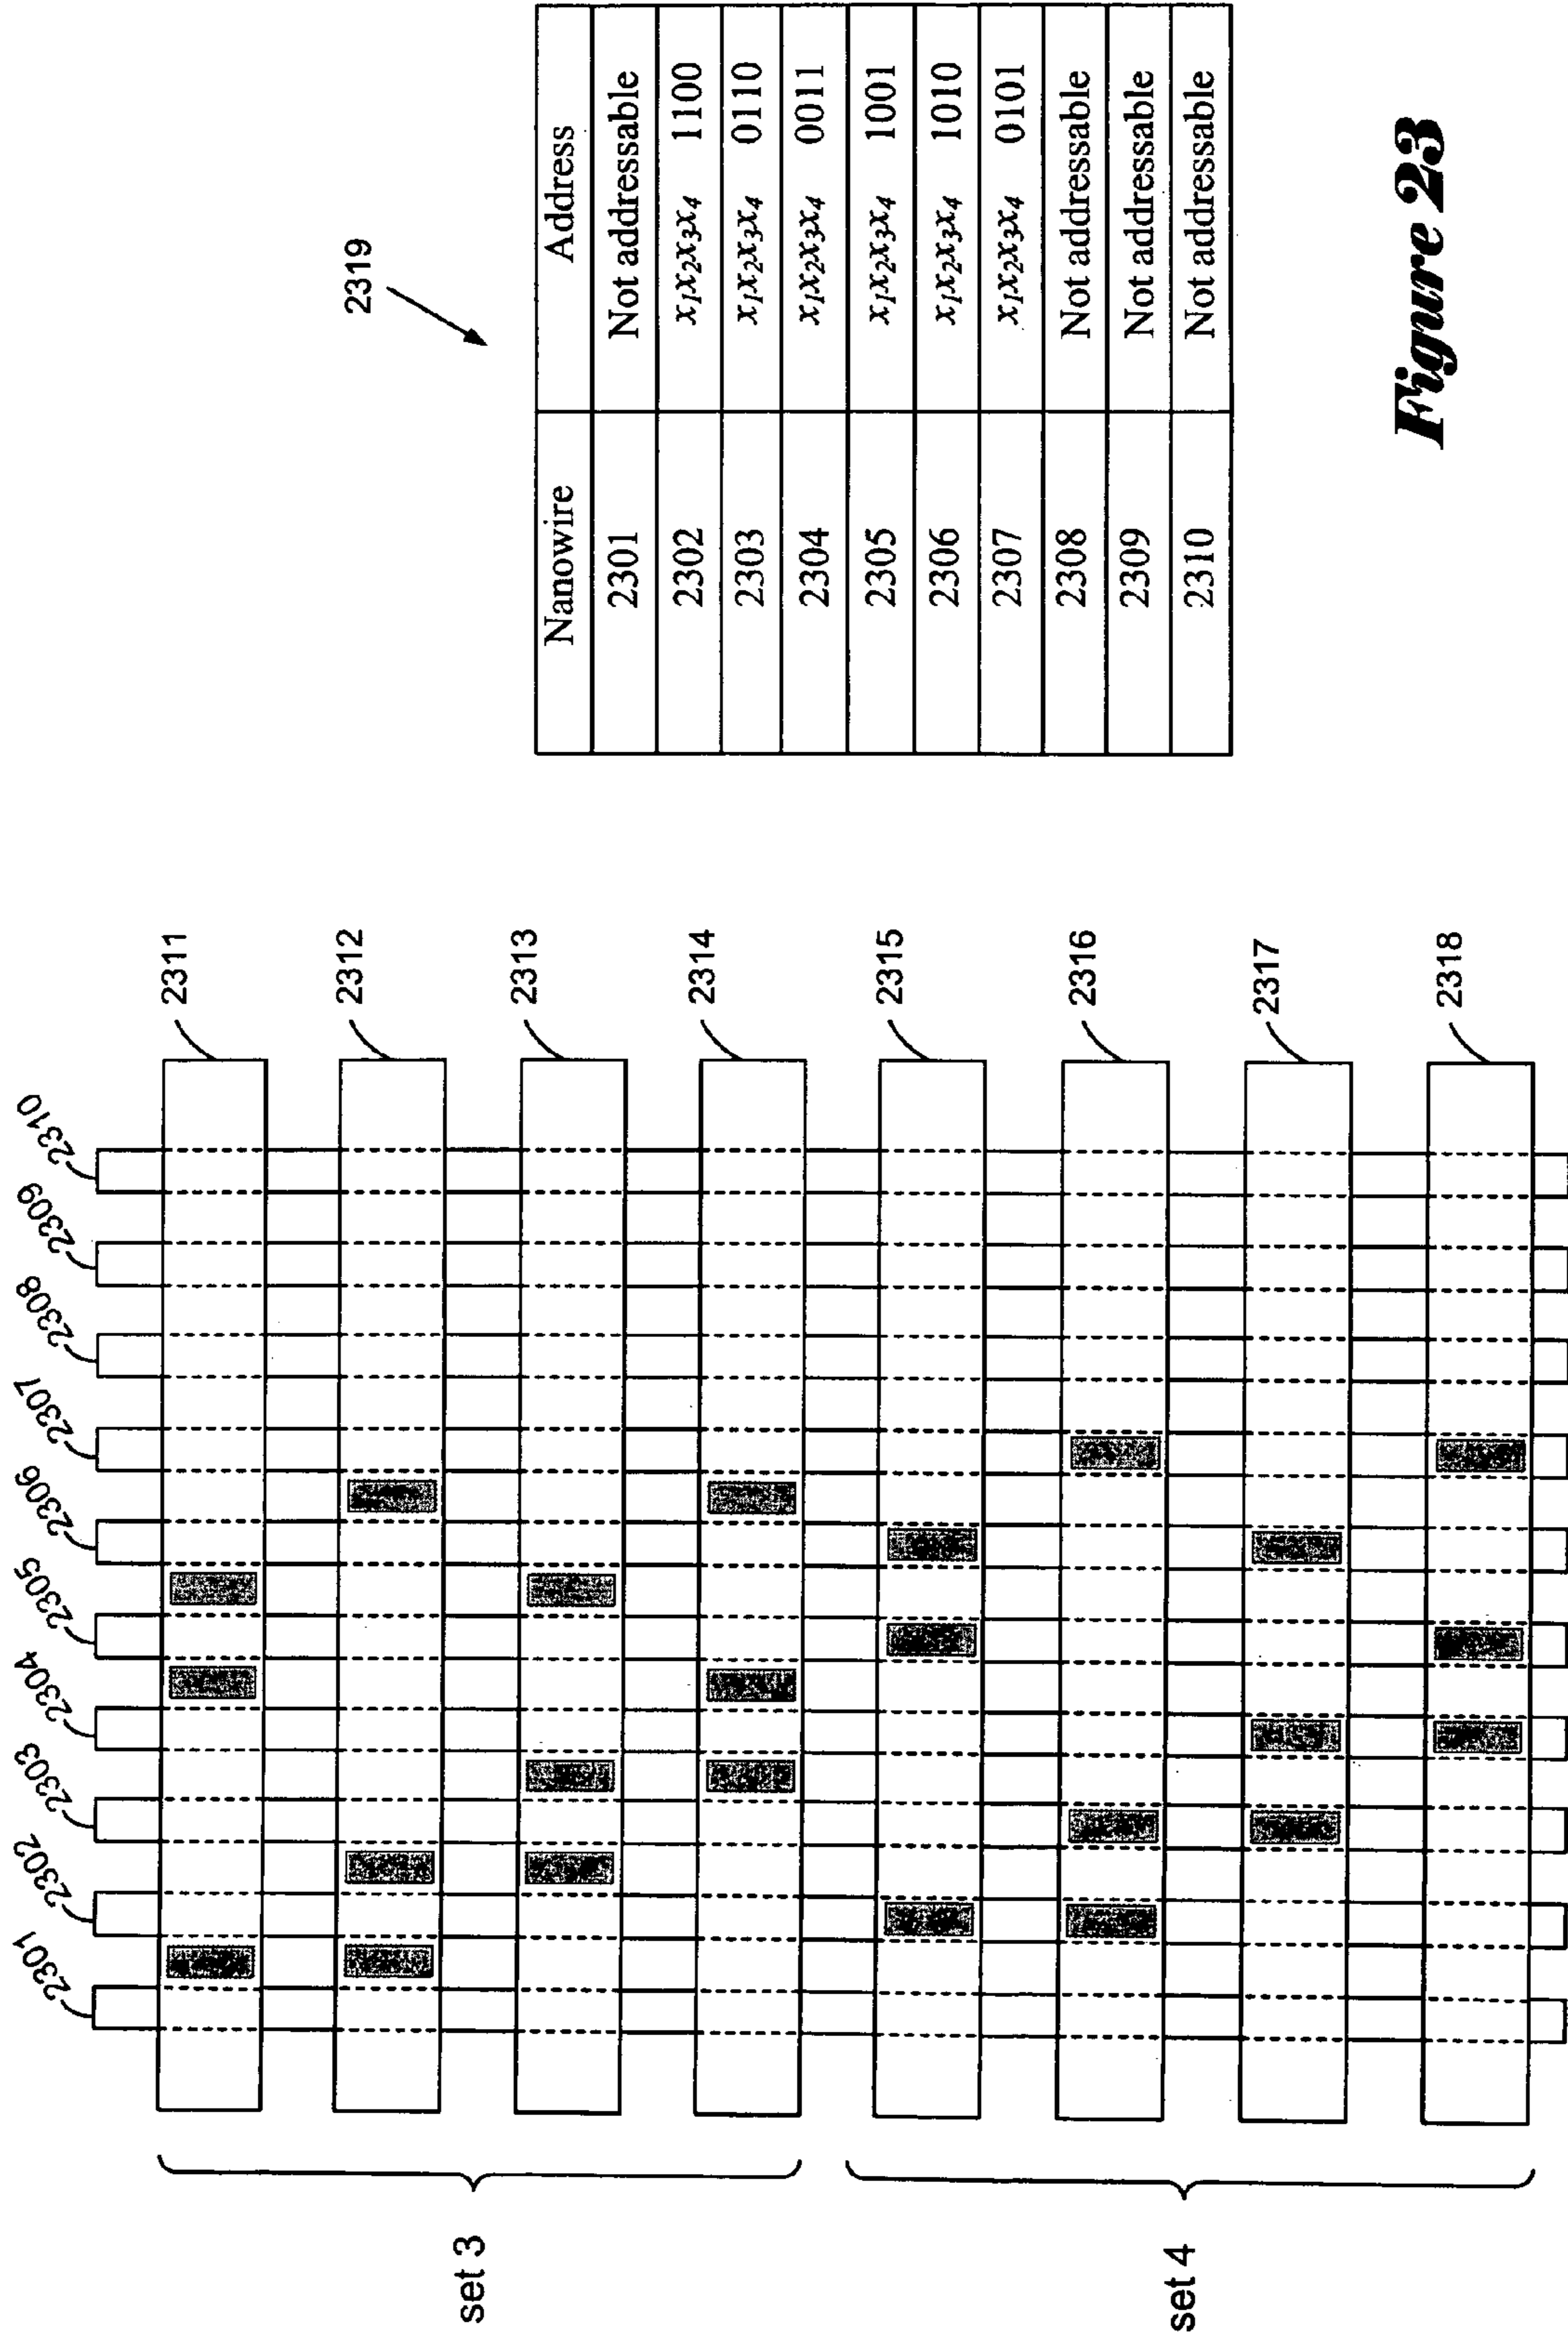 2301
2302
2303
2304
2305
2306
2307
2308
2309
2310
set 3
2311
2312
2313
2314
set 4
2315
2316
2317
2318
2319
Nanowire Address
2301 Not addressable
2302 x₁x₂x₃x₄ 1100
2303 x₁x₂x₃x₄ 0110
2304 x₁x₂x₃x₄ 0011
2305 x₁x₂x₃x₄ 1001
2306 x₁x₂x₃x₄ 1010
2307 x₁x₂x₃x₄ 0101
2308 Not addressable
2309 Not addressable
2310 Not addressable
Figure 23